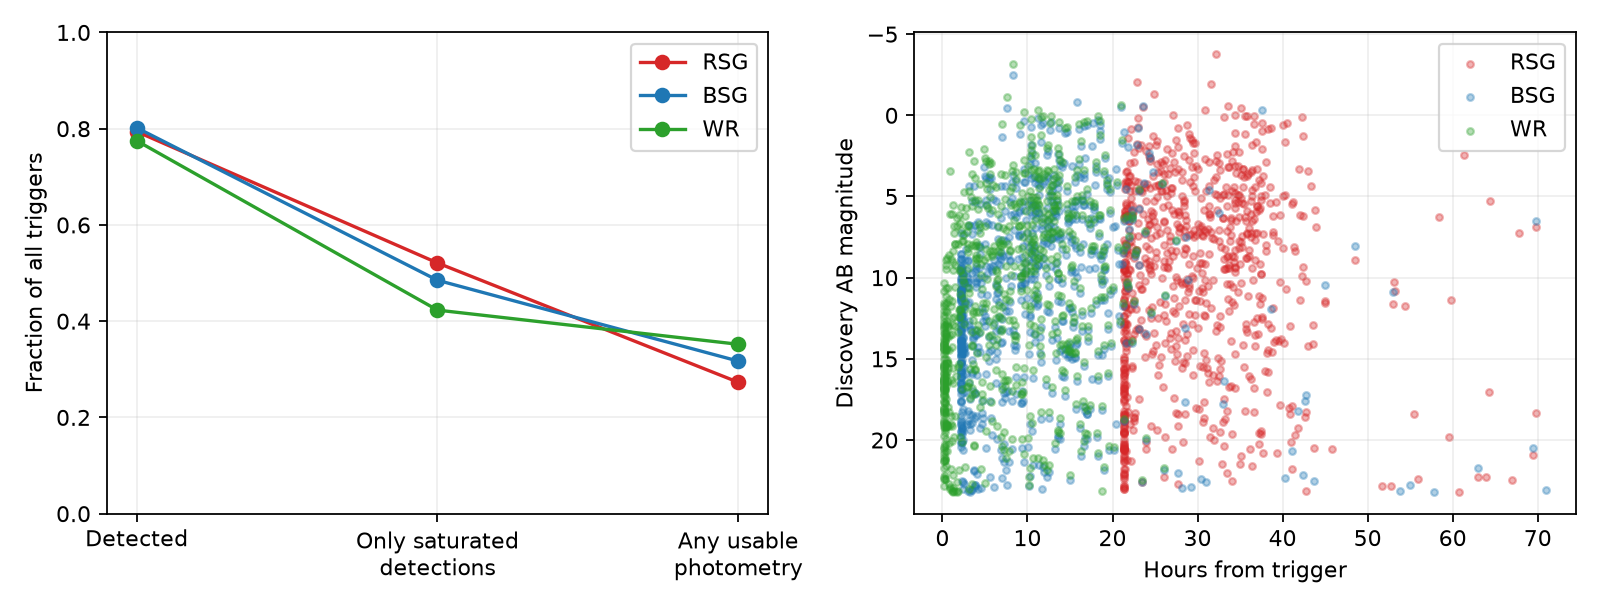 Fraction of all triggers
1.0
0.8
0.6
0.4
0.2
0.0
RSG
BSG
WR
Detected
Only saturated
detections
Any usable
photometry
Discovery AB magnitude
−5
0
5
10
15
20
RSG
BSG
WR
0 10 20 30 40 50 60 70
Hours from trigger